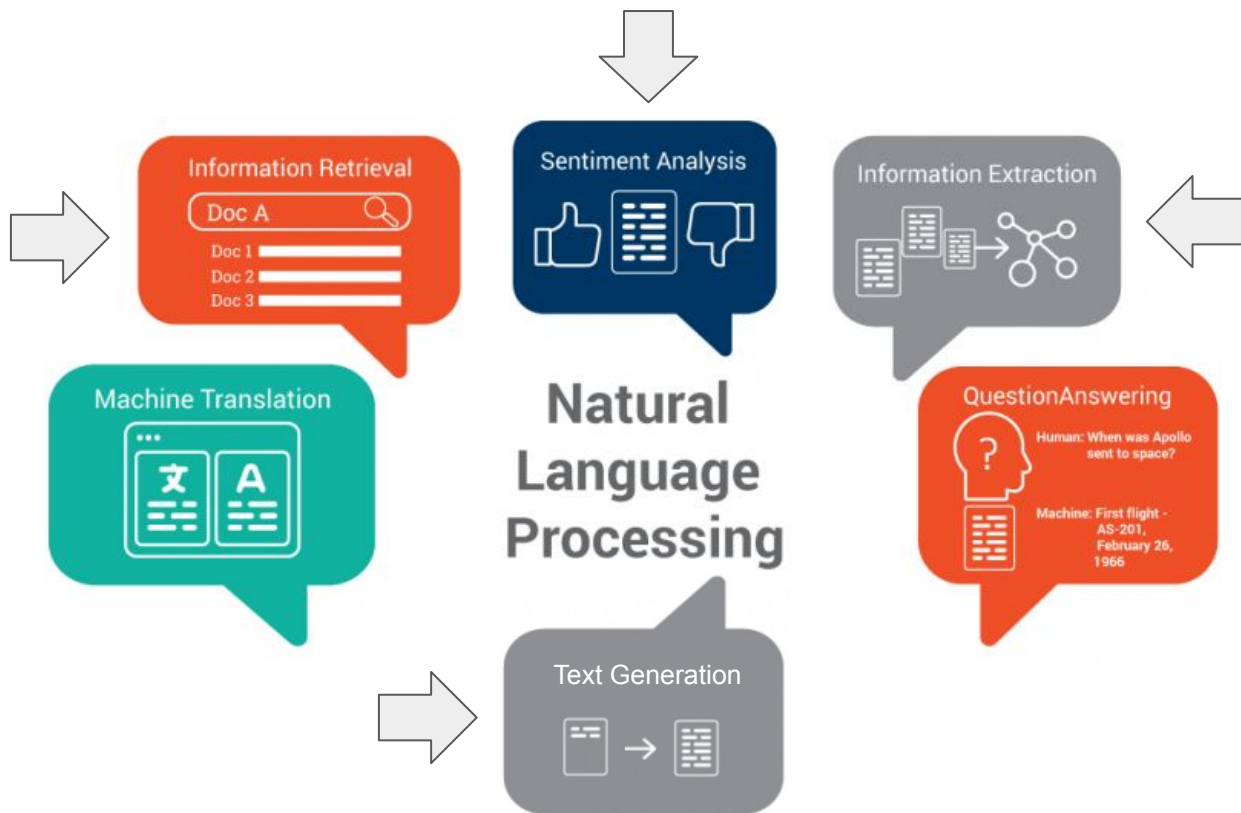 Information Retrieval
Doc A
Doc 1
Doc 2
Doc 3
Sentiment Analysis
Information Extraction
Machine Translation
文 A
Natural
Language
Processing
QuestionAnswering
?
Human: When was Apollo
sent to space?
Machine: First flight -
AS-201,
February 26,
1966
Text Generation